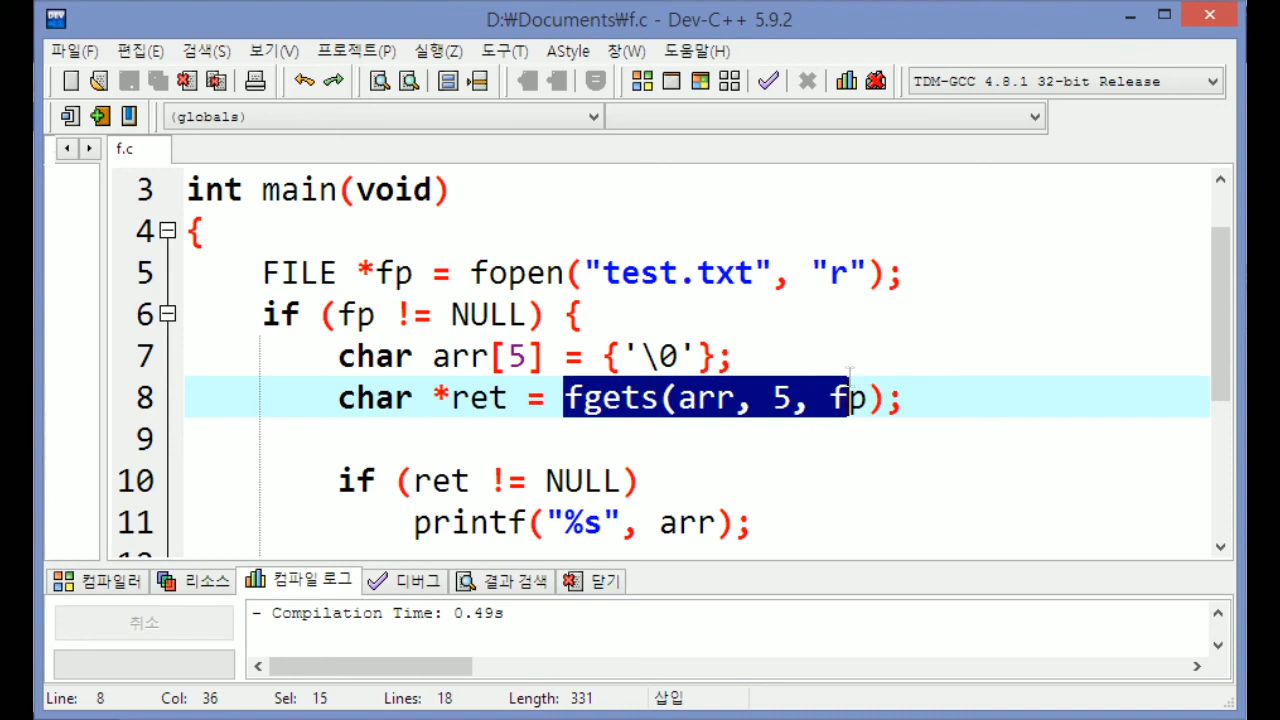 D:₩Documents₩f.c - Dev-C++ 5.9.2
파일(F) 편집(E) 검색(S) 보기(V) 프로젝트(P) 실행(Z) 도구(T) AStyle 창(W) 도움말(H)
TDM-GCC 4.8.1 32-bit Release
(globals)
f.c
3 int main(void)
4 {
5 FILE *fp = fopen("test.txt", "r");
6 if (fp != NULL) {
7 char arr[5] = {'\0'};
8 char *ret = fgets(arr, 5, fp);
9
10 if (ret != NULL)
11 printf("%s", arr);
컴파일러 리소스 컴파일 로그 디버그 결과 검색 닫기
취소
- Compilation Time: 0.49s
Line: 8 Col: 36 Sel: 15 Lines: 18 Length: 331 삽입